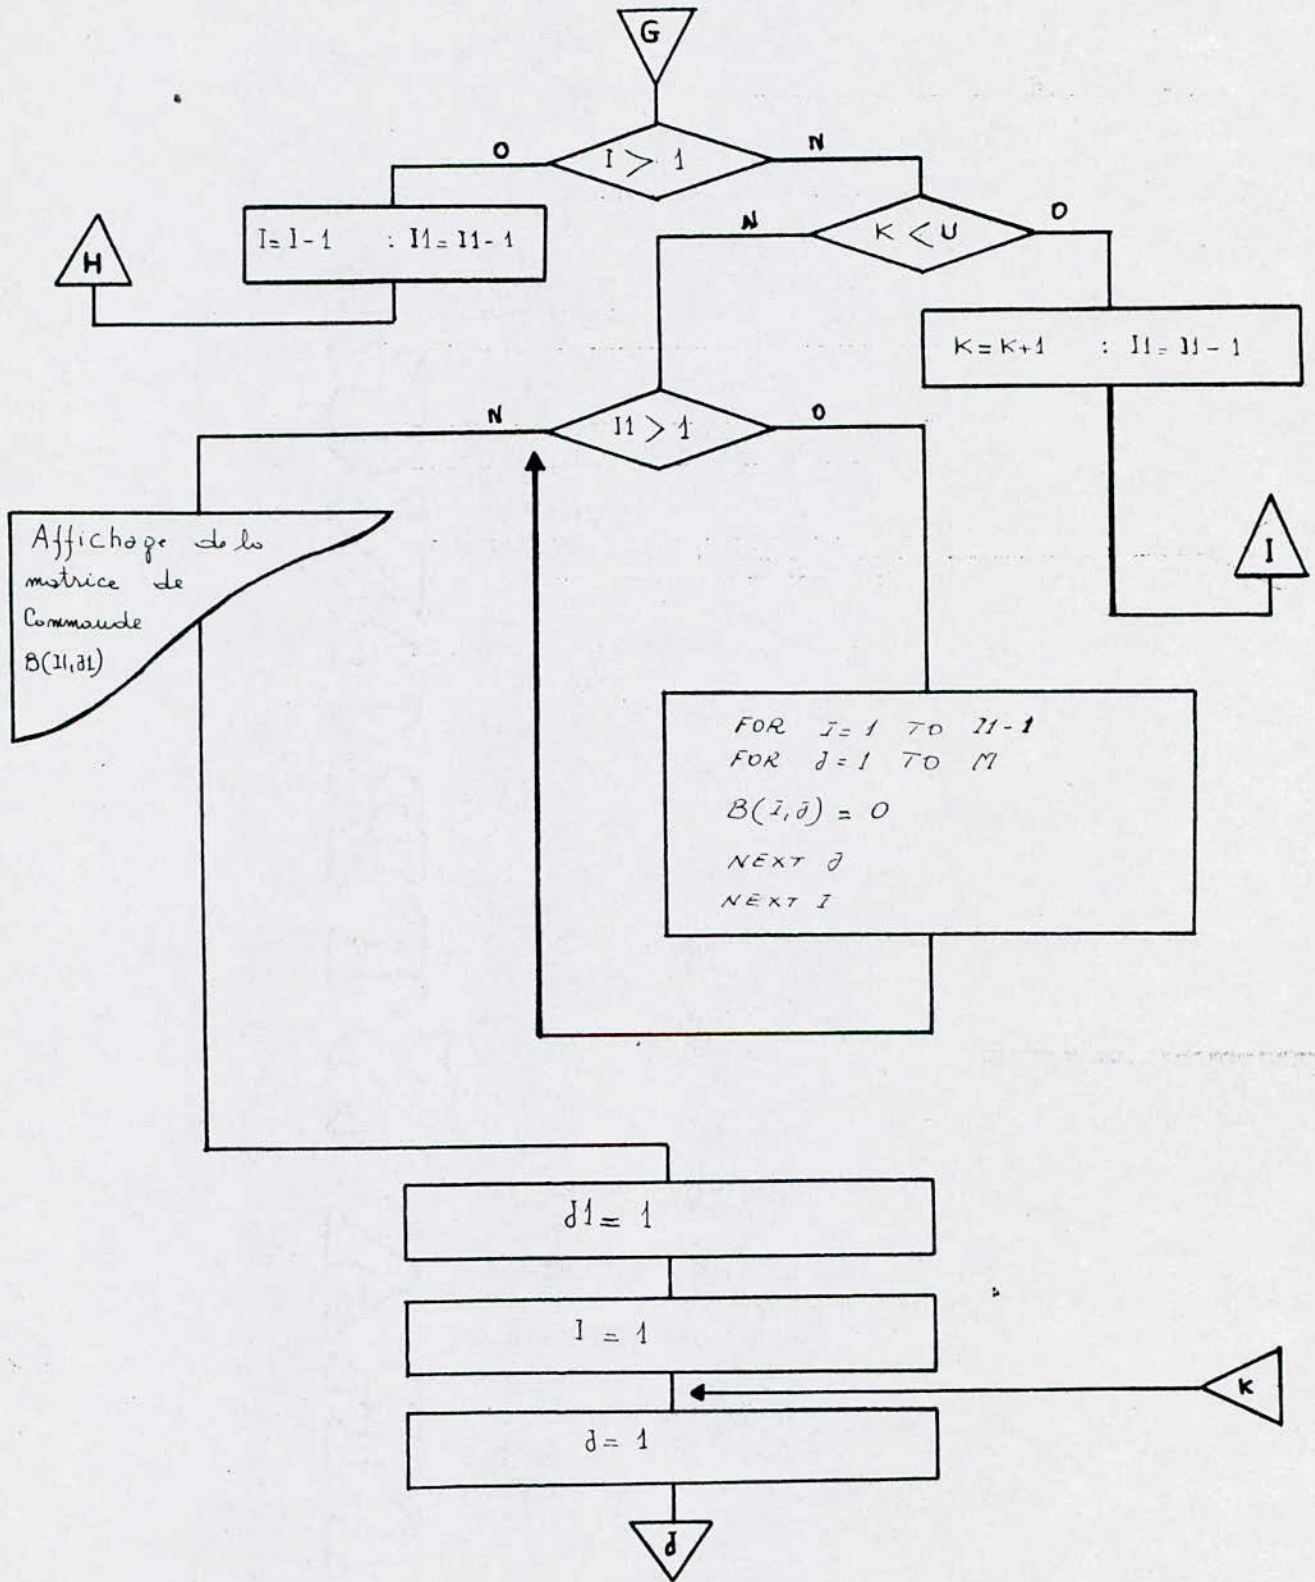 G
O
I > 1
N
H
I = I - 1 : I1 = I1 - 1
N
K < U
O
K = K+1 : I1 = I1 - 1
N
I1 > 1
O
I
Affichage de la
matrice de
Commande
B(I1,J1)
FOR I = 1 TO I1-1
FOR J = 1 TO M
B(I,J) = 0
NEXT J
NEXT I
J1 = 1
I = 1
K
J = 1
J